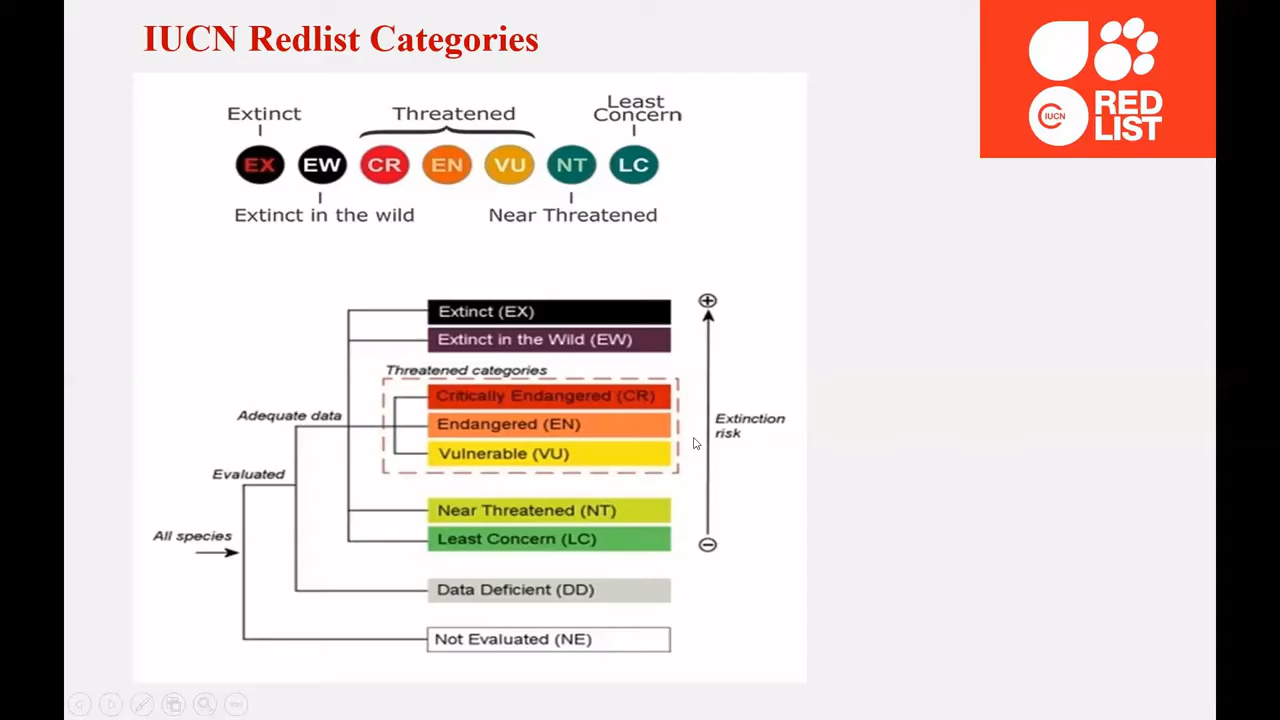 IUCN Redlist Categories
IUCN
RED
LIST
Extinct
Threatened
Least
Concern
EX EW CR EN VU NT LC
Extinct in the wild
Near Threatened
Extinct (EX)
Extinct in the Wild (EW)
Threatened categories
Critically Endangered (CR)
Adequate data
Endangered (EN)
Extinction
risk
Vulnerable (VU)
Evaluated
Near Threatened (NT)
All species
Least Concern (LC)
Data Deficient (DD)
Not Evaluated (NE)